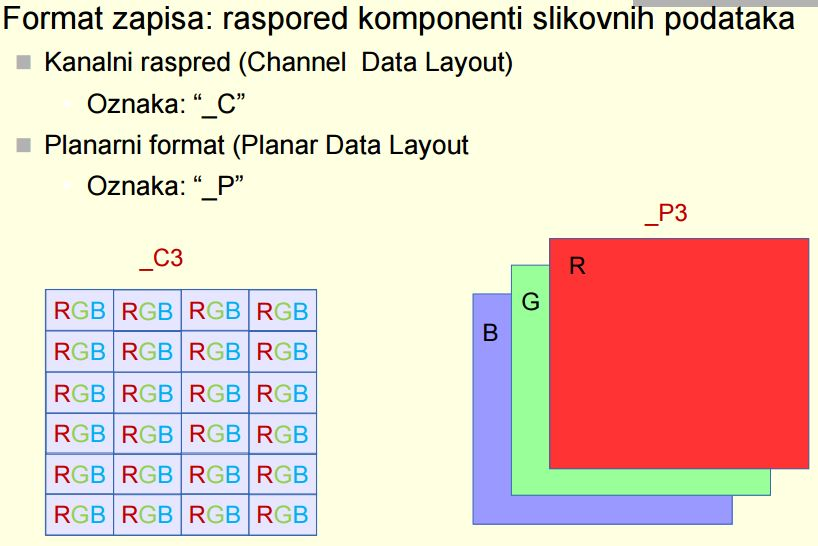 Format zapisa: raspored komponenti slikovnih podataka
Kanalni raspred (Channel Data Layout)
Oznaka: “_C”
Planarni format (Planar Data Layout
Oznaka: “_P”
_C3
RGB RGB RGB RGB
RGB RGB RGB RGB
RGB RGB RGB RGB
RGB RGB RGB RGB
RGB RGB RGB RGB
RGB RGB RGB RGB
_P3
R
G
B